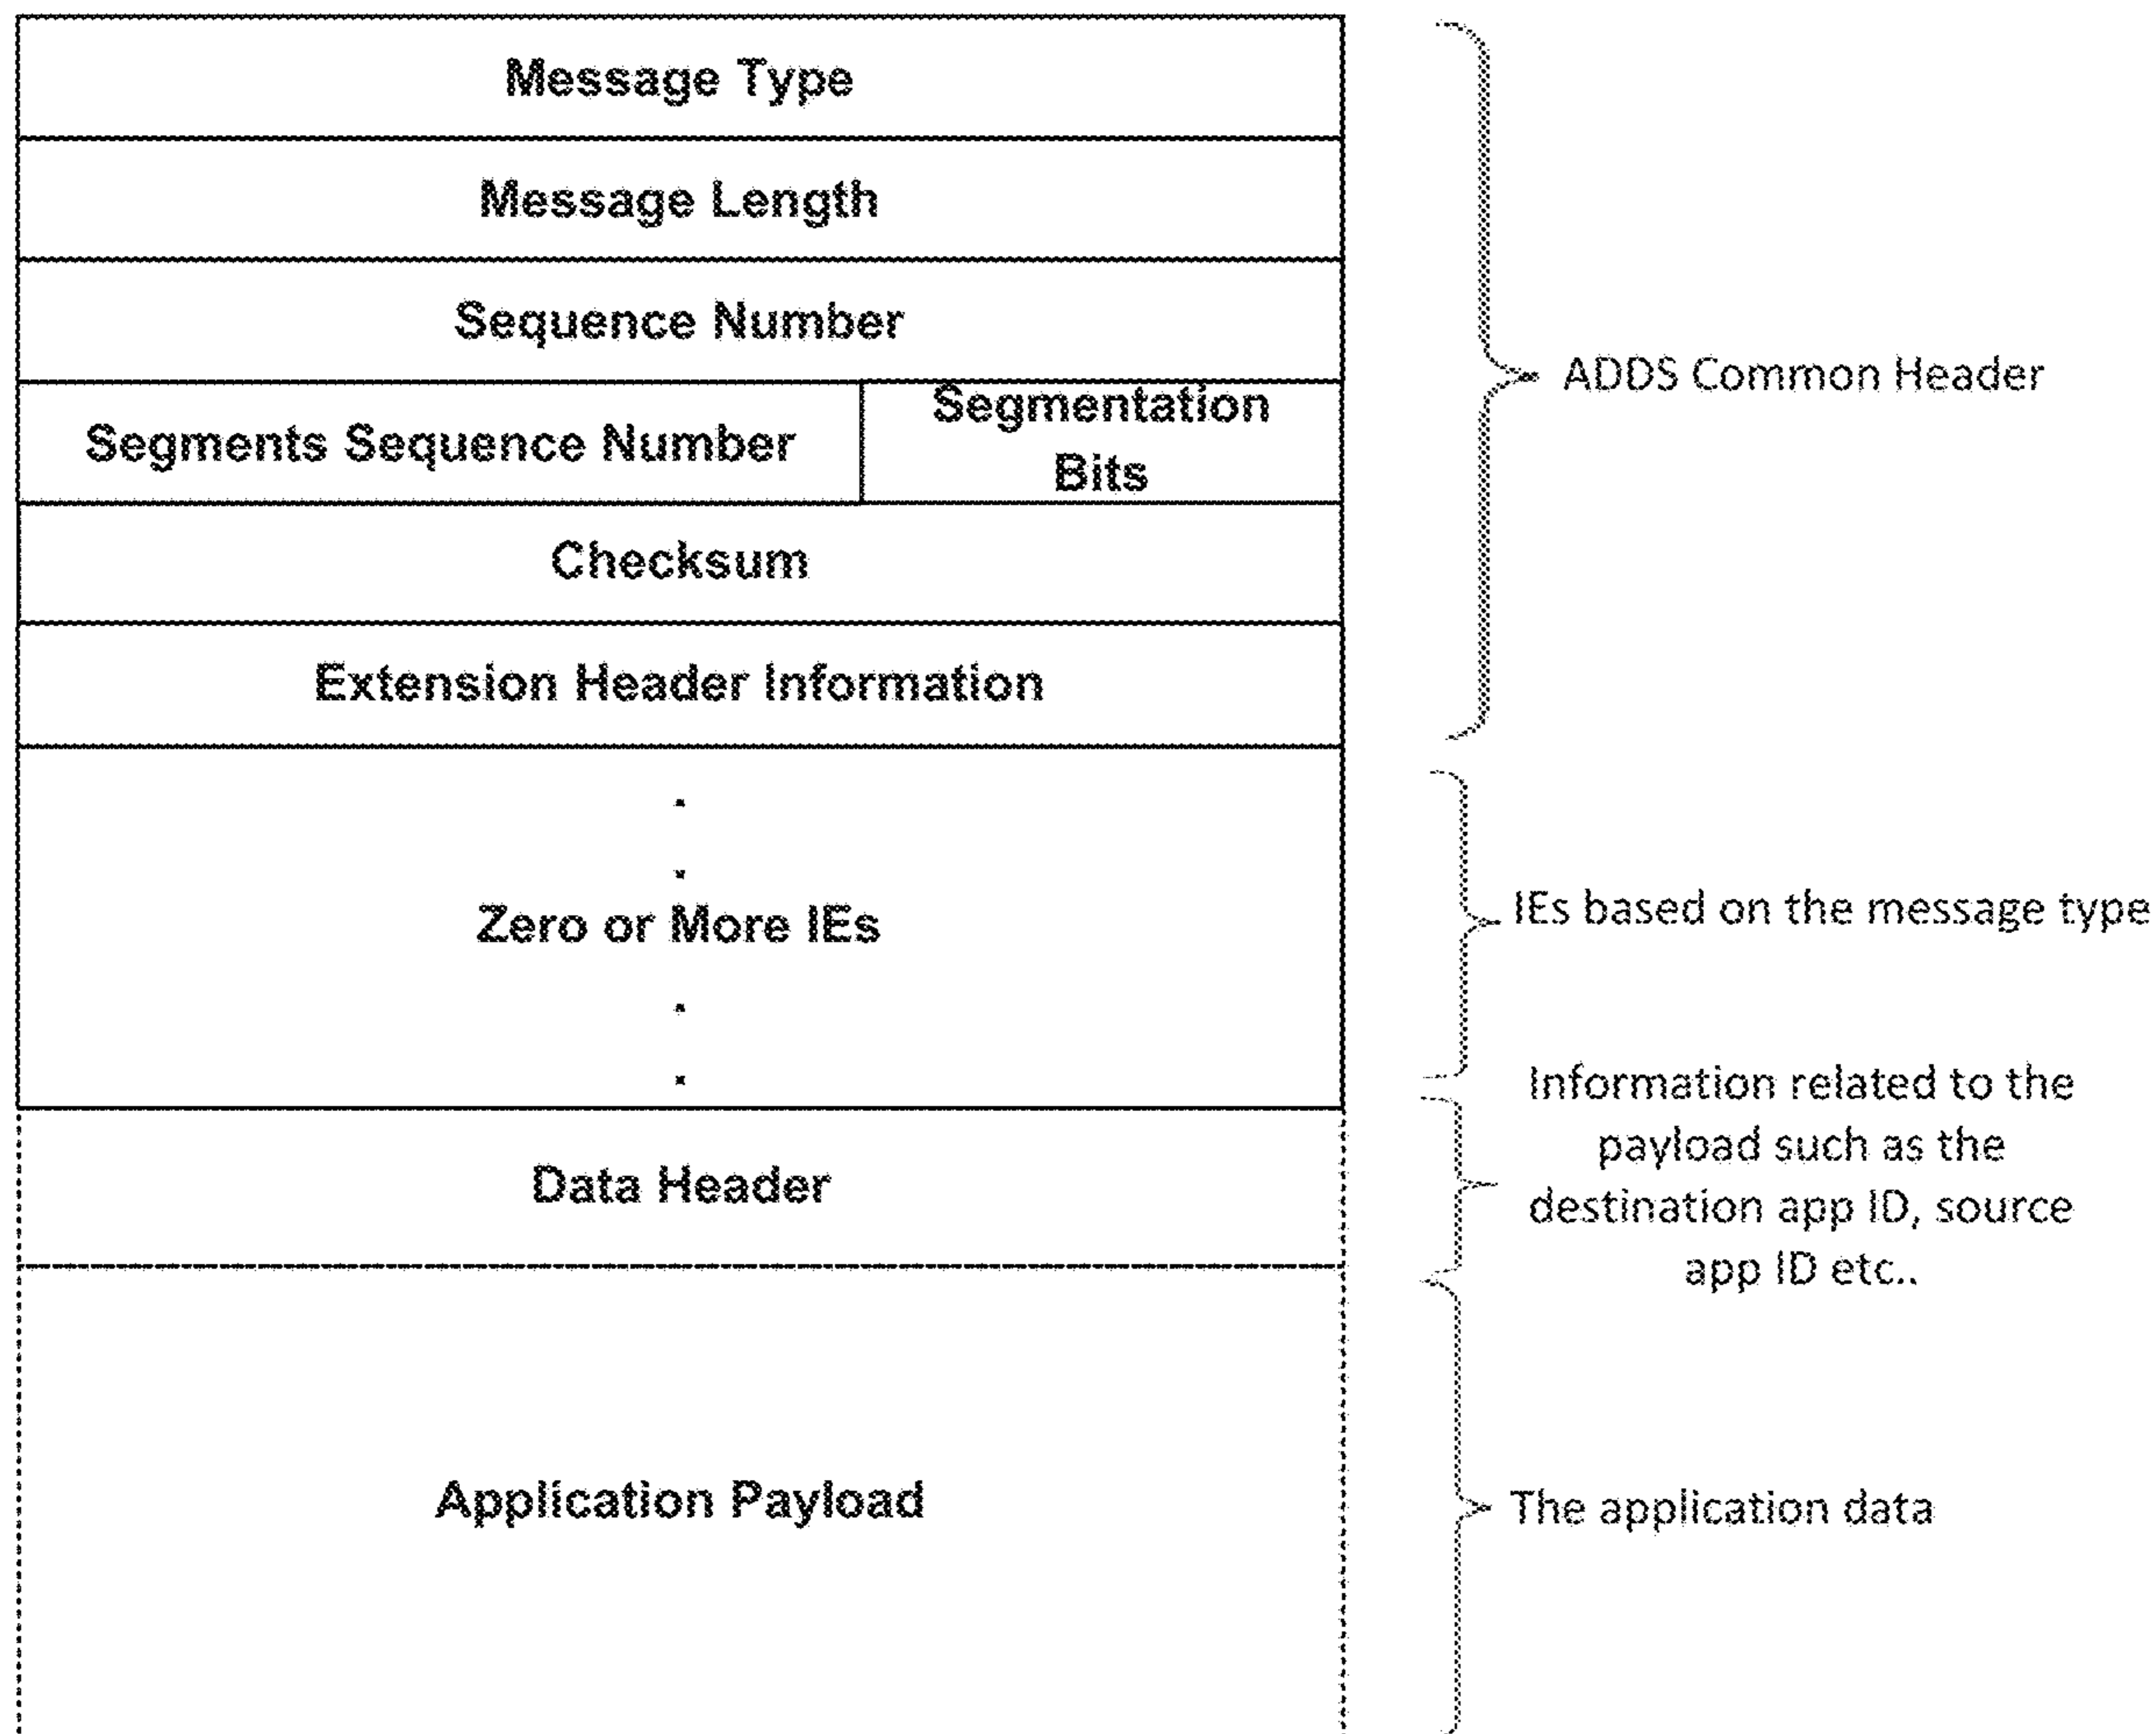 Message Type
Message Length
Sequence Number
Segments Sequence Number
Segmentation
Bits
Checksum
Extension Header Information
Zero or More IEs
Data Header
Application Payload
ADDS Common Header
IEs based on the message type
Information related to the
payload such as the
destination app ID, source
app ID etc..
The application data